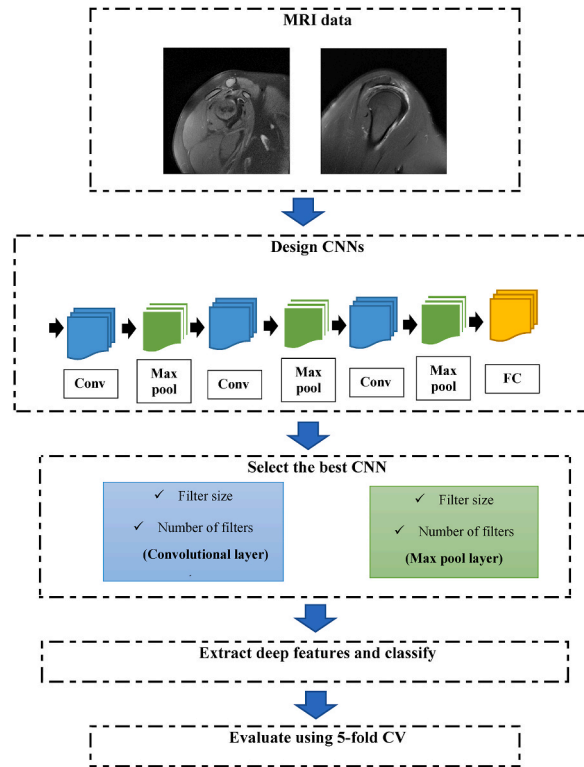 MRI data
Design CNNs
Conv
Max
pool
Conv
Max
pool
Conv
Max
pool
FC
Select the best CNN
✓ Filter size
✓ Number of filters
(Convolutional layer)
.
✓ Filter size
✓ Number of filters
(Max pool layer)
Extract deep features and classify
Evaluate using 5-fold CV